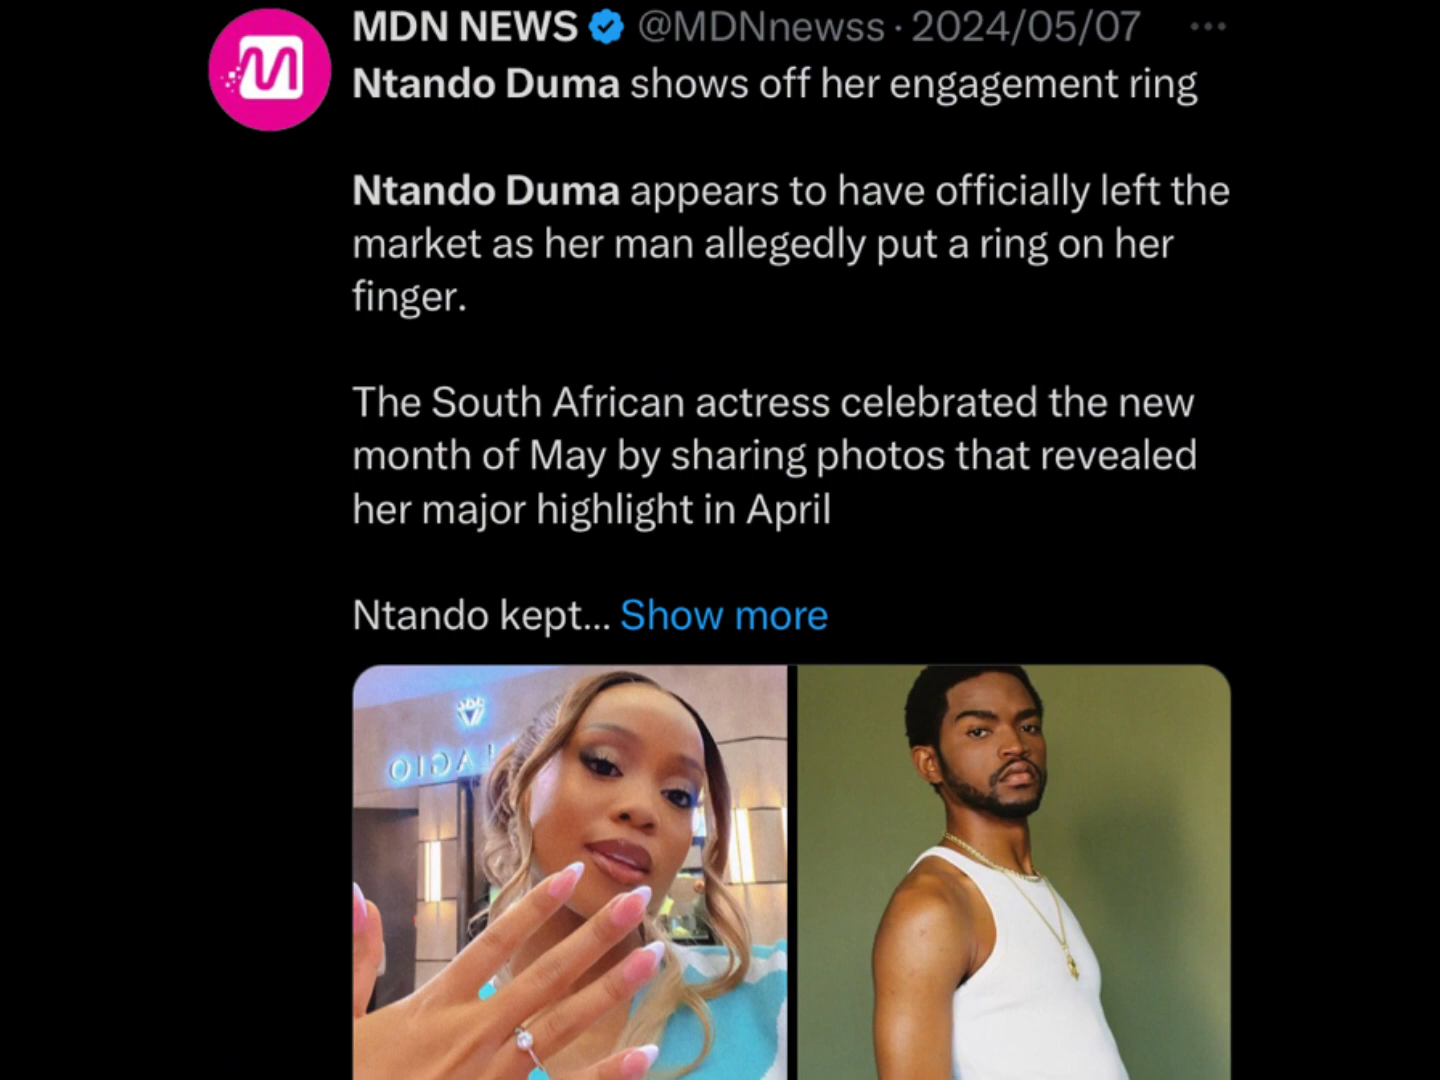 MDN NEWS @MDNnewss · 2024/05/07 ...
Ntando Duma shows off her engagement ring
Ntando Duma appears to have officially left the
market as her man allegedly put a ring on her
finger.
The South African actress celebrated the new
month of May by sharing photos that revealed
her major highlight in April
Ntando kept... Show more